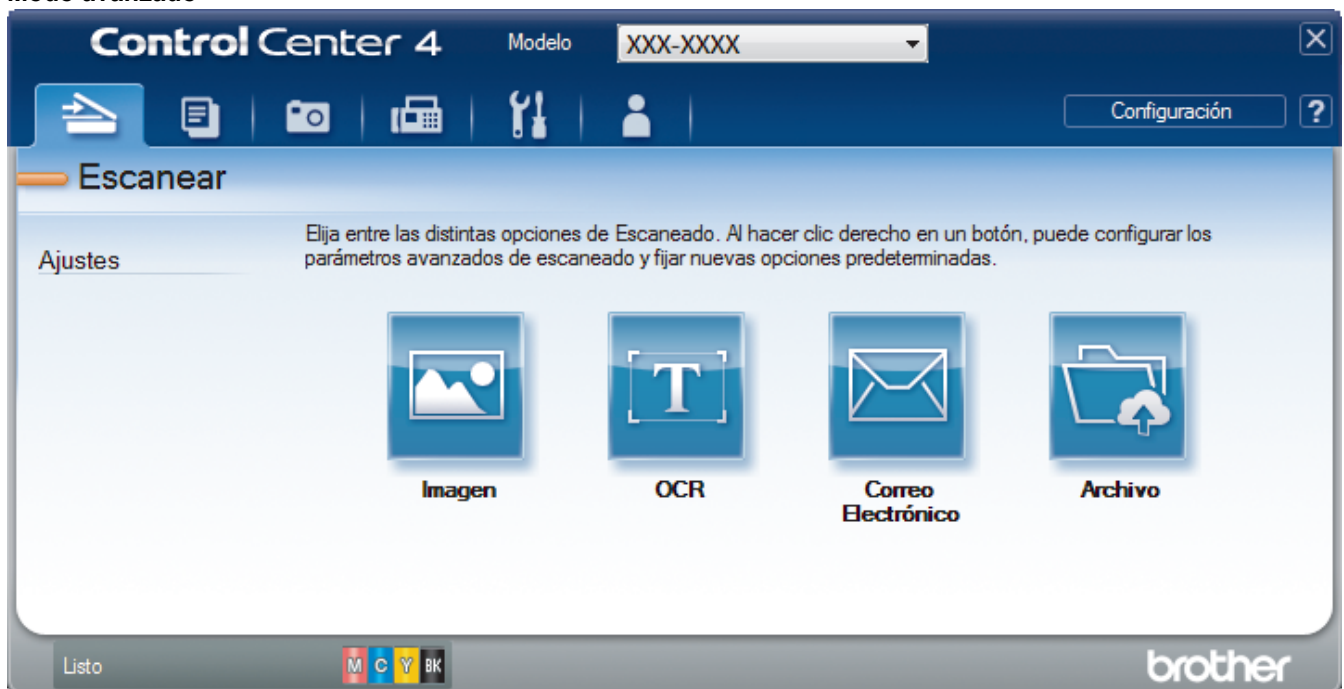 Modo avanzado
ControlCenter 4
Modelo
XXX-XXXX
Configuración
?
Escanear
Ajustes
Elija entre las distintas opciones de Escaneado. Al hacer clic derecho en un botón, puede configurar los
parámetros avanzados de escaneado y fijar nuevas opciones predeterminadas.
T
Imagen
OCR
Correo
Electrónico
Archivo
Listo
M C Y BK
brother